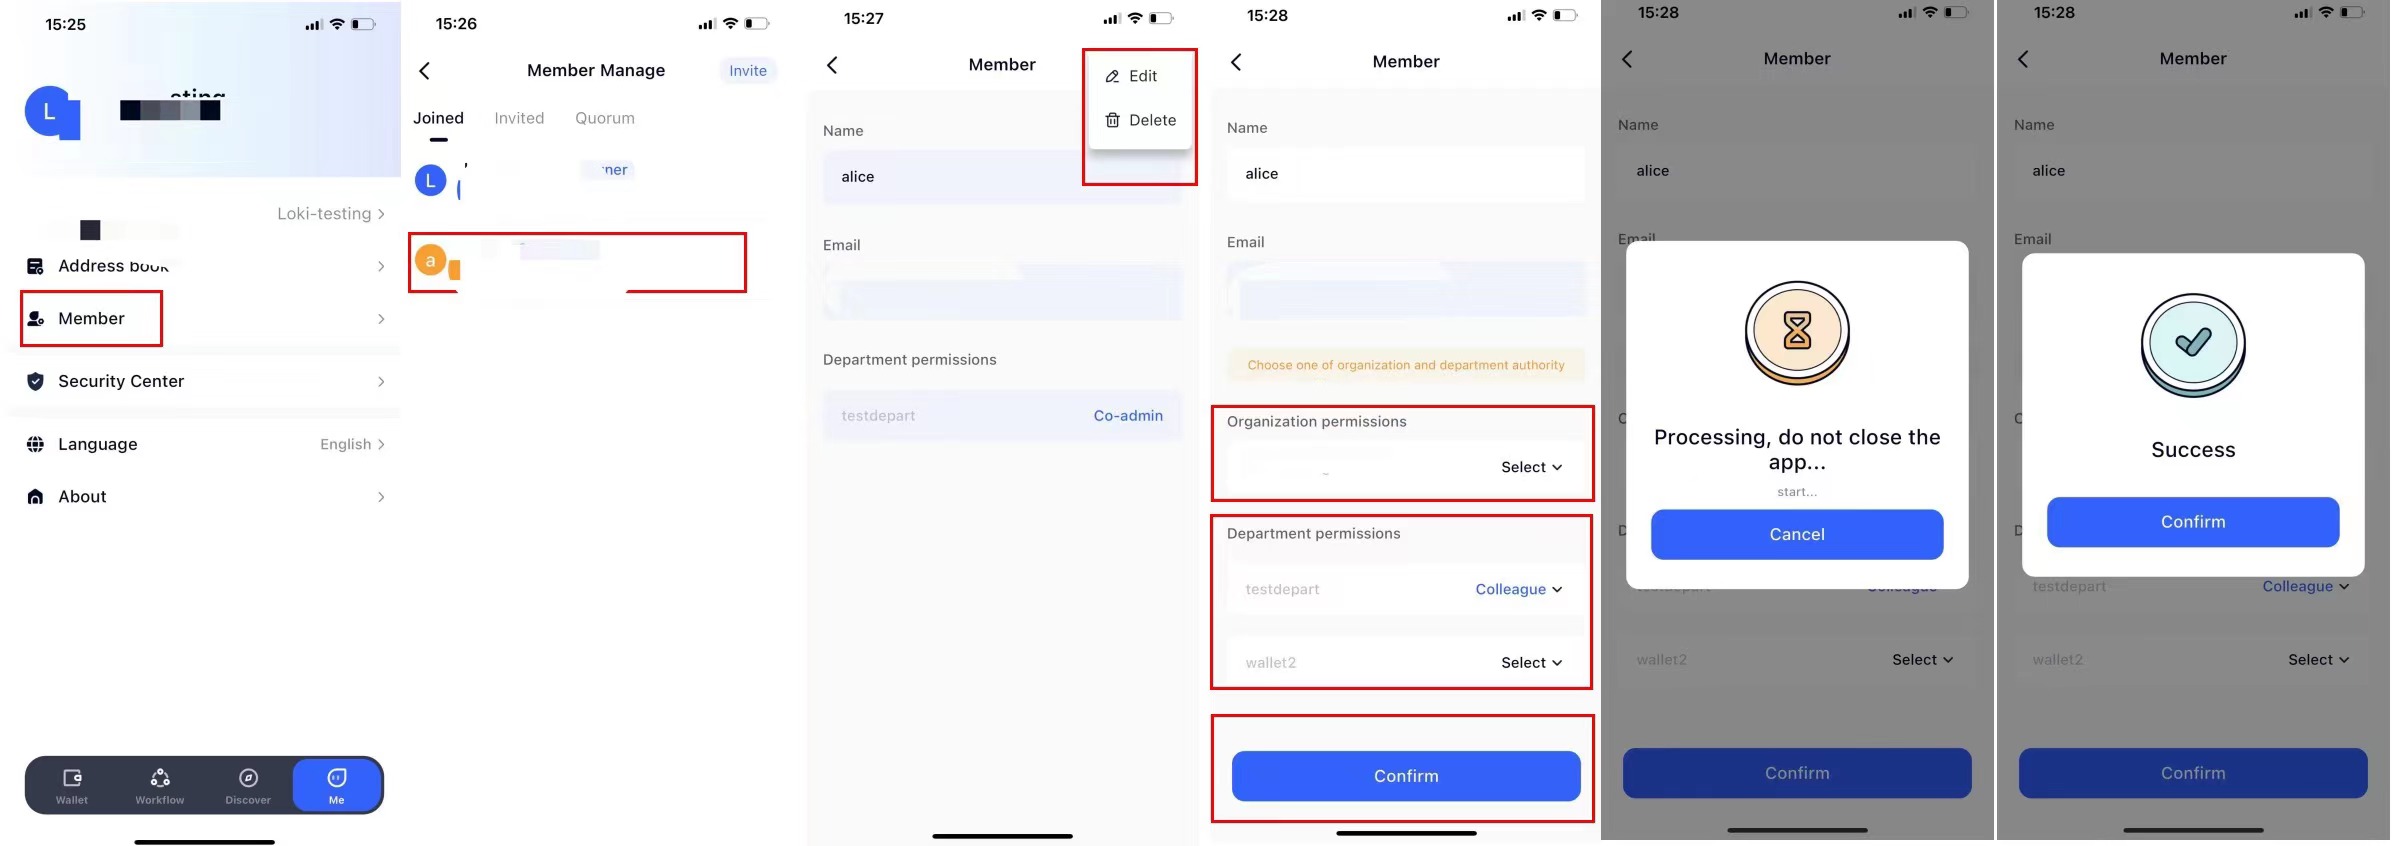 15:25
L
Loki-testing
Address book
Member
Security Center
Language English
About
Wallet Workflow Discover Me
15:26
Member Manage Invite
Joined Invited Quorum
L
a
15:27
Member
Edit
Delete
Name
alice
Email
Department permissions
testdepart Co-admin
15:28
Member
Name
alice
Email
Choose one of organization and department authority
Organization permissions
Select
Department permissions
testdepart Colleague
wallet2 Select
Confirm
15:28
Member
Name
alice
Email
Processing, do not close the
app...
start...
Cancel
testdepart Colleague
wallet2 Select
Confirm
15:28
Member
Name
alice
Email
Success
Confirm
testdepart Colleague
wallet2 Select
Confirm